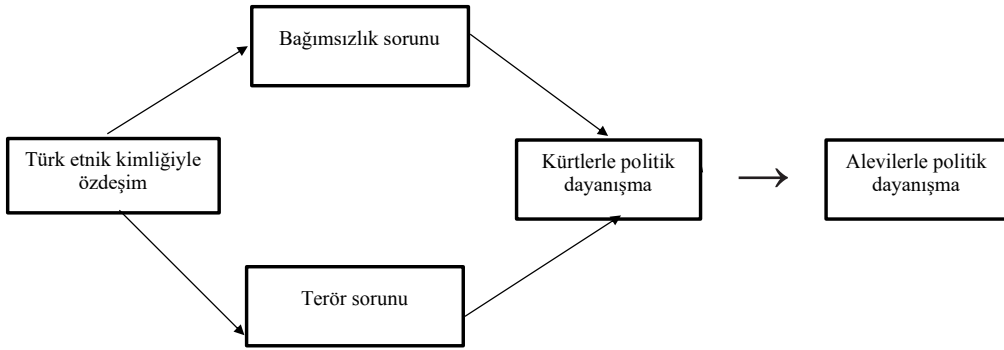 Bağımsızlık sorunu
Türk etnik kimliğiyle
özdeşim
Kürtlerle politik
dayanışma
Alevilerle politik
dayanışma
Terör sorunu